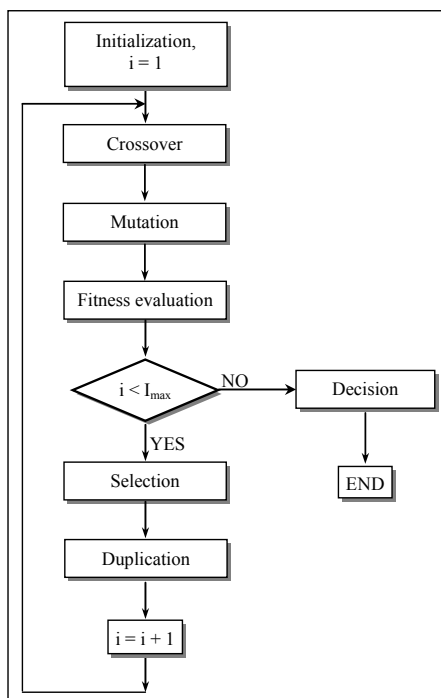 Initialization,
i = 1
Crossover
Mutation
Fitness evaluation
i < Imax
NO
Decision
YES
END
Selection
Duplication
i = i + 1